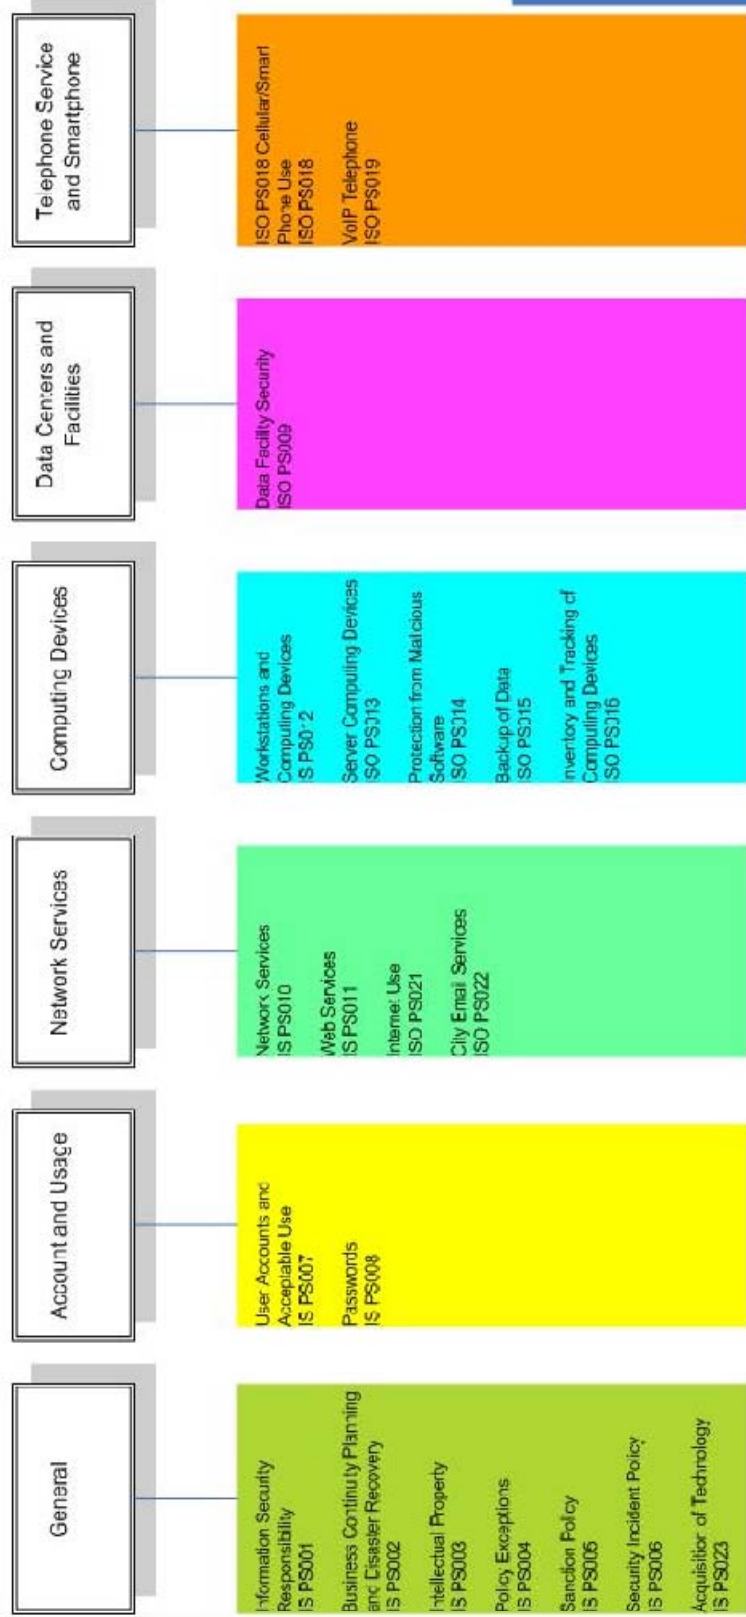 General
Information Security
Responsibility
IS PS001
Business Continuity Planning
and Disaster Recovery
IS PS002
Intellectual Property
IS PS003
Policy Exceptions
IS PS004
Sanction Policy
IS PS005
Security Incident Policy
IS PS006
Acquisition of Technology
IS PS023
Account and Usage
User Accounts and
Acceptable Use
IS PS007
Passwords
IS PS008
Network Services
Network Services
IS PS010
Web Services
IS PS011
Internet Use
ISO PS021
City Email Services
ISO PS022
Computing Devices
Workstations and
Computing Devices
IS PS012
Server Computing Devices
ISO PS013
Protection from Malicious
Software
ISO PS014
Backup of Data
ISO PS015
Inventory and Tracking of
Computing Devices
ISO PS016
Data Centers and
Facilities
Data Facility Security
ISO PS009
Telephone Service
and Smartphone
ISO PS018 Cellular/Smart
Phone Use
ISO PS018
VoIP Telephone
ISO PS019